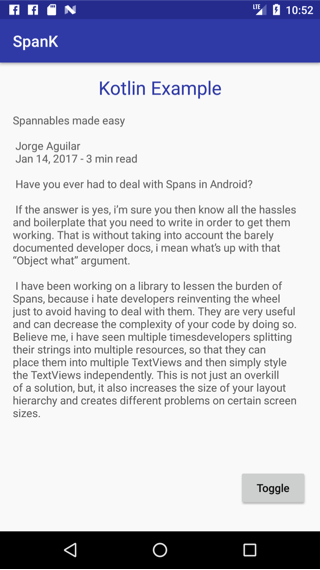 LTE 10:52
SpanK
Kotlin Example
Spannables made easy
Jorge Aguilar
Jan 14, 2017 - 3 min read
Have you ever had to deal with Spans in Android?
If the answer is yes, i’m sure you then know all the hassles
and boilerplate that you need to write in order to get them
working. That is without taking into account the barely
documented developer docs, i mean what’s up with that
“Object what” argument.
I have been working on a library to lessen the burden of
Spans, because i hate developers reinventing the wheel
just to avoid having to deal with them. They are very useful
and can decrease the complexity of your code by doing so.
Believe me, i have seen multiple timesdevelopers splitting
their strings into multiple resources, so that they can
place them into multiple TextViews and then simply style
the TextViews independently. This is not just an overkill
of a solution, but, it also increases the size of your layout
hierarchy and creates different problems on certain screen
sizes.
Toggle